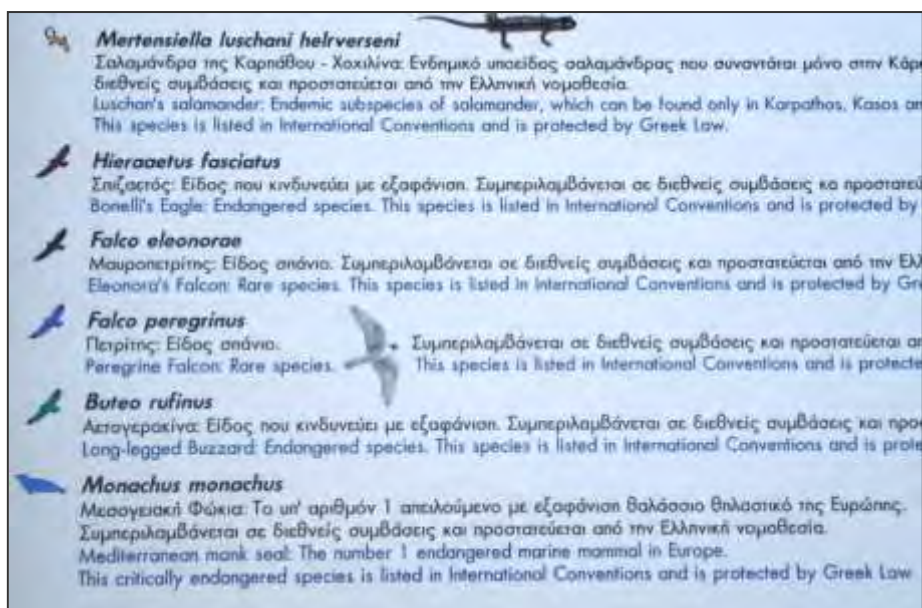 Mertensiella luschani helrverseni
Σαλαμάνδρα της Καρπάθου - Χοχιλίνα: Ενδημικό υποείδος σαλαμάνδρας που συναντάται μόνο στην Κάρπ
διεθνείς συμβάσεις και προστατεύεται από την Ελληνική νομοθεσία.
Luschan's salamander: Endemic subspecies of salamander, which can be found only in Karpathos, Kasos an
This species is listed in International Conventions and is protected by Greek Law.
Hieraaetus fasciatus
Σπιζαετός: Είδος που κινδυνεύει με εξαφάνιση. Συμπεριλαμβάνεται σε διεθνείς συμβάσεις κα προστατεύ
Bonelli's Eagle: Endangered species. This species is listed in International Conventions and is protected by
Falco eleonorae
Μαυροπετρίτης: Είδος σπάνιο. Συμπεριλαμβάνεται σε διεθνείς συμβάσεις και προστατεύεται από την Ελλ
Eleonora's Falcon: Rare species. This species is listed in International Conventions and is protected by Gre
Falco peregrinus
Πετρίτης: Είδος σπάνιο. Συμπεριλαμβάνεται σε διεθνείς συμβάσεις και προστατεύεται απ
Peregrine Falcon: Rare species. This species is listed in International Conventions and is protecte
Buteo rufinus
Αετογερακίνα: Είδος που κινδυνεύει με εξαφάνιση. Συμπεριλαμβάνεται σε διεθνείς συμβάσεις και προσ
Long-legged Buzzard: Endangered species. This species is listed in International Conventions and is prote
Monachus monachus
Μεσογειακή Φώκια: Το υπ' αριθμόν 1 απειλούμενο με εξαφάνιση θαλάσσιο θηλαστικό της Ευρώπης.
Συμπεριλαμβάνεται σε διεθνείς συμβάσεις και προστατεύεται από την Ελληνική νομοθεσία.
Mediterranean monk seal: The number 1 endangered marine mammal in Europe.
This critically endangered species is listed in International Conventions and is protected by Greek Law